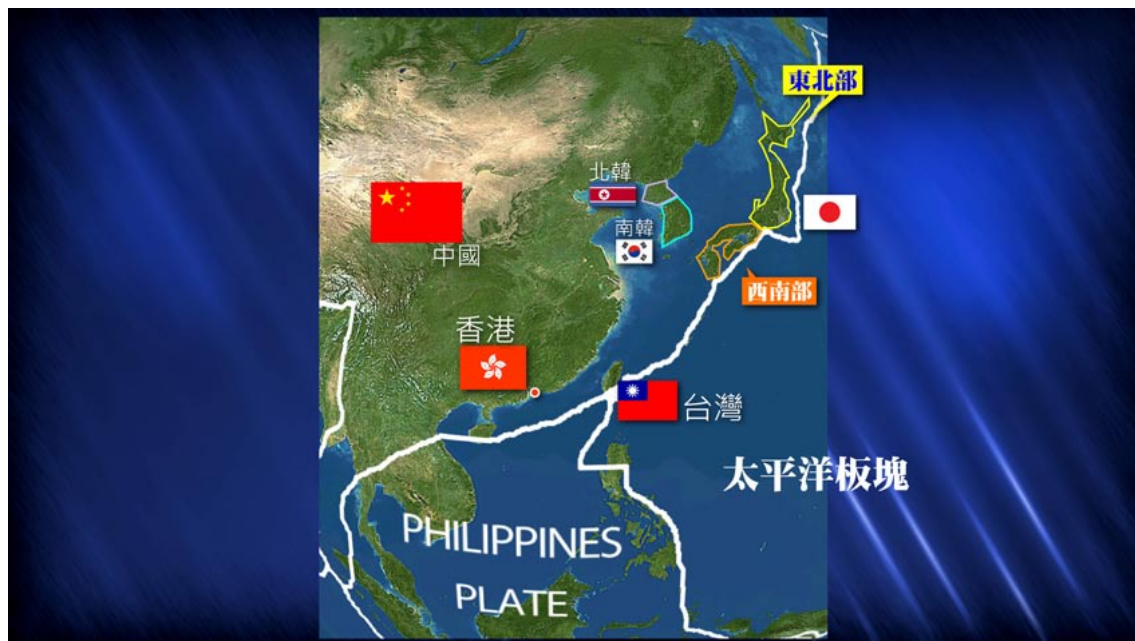 東北部
北韓
南韓
中國
西南部
香港
台灣
太平洋板塊
PHILIPPINES
PLATE